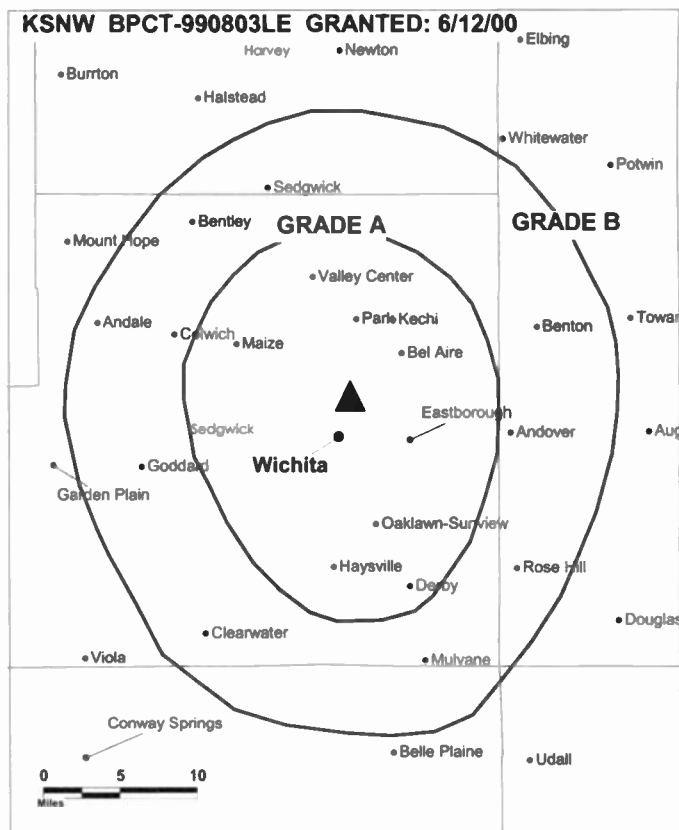 KSNW BPCT-990803LE GRANTED: 6/12/00
Elbing
Harvey
Newton
Burrton
Halstead
Whitewater
Potwin
Sedgwick
Bentley
GRADE A
GRADE B
Mount Hope
Valley Center
Andale
Park
Kechi
Towan
Benton
Colwich
Maize
Bel Aire
Eastborough
Sedgwick
Andover
Aug
Wichita
Goddard
Garden Plain
Oaklawn-Sunview
Haysville
Rose Hill
Derby
Douglas
Clearwater
Viola
Mulvane
Conway Springs
Belle Plaine
Udall
0 5 10
Miles